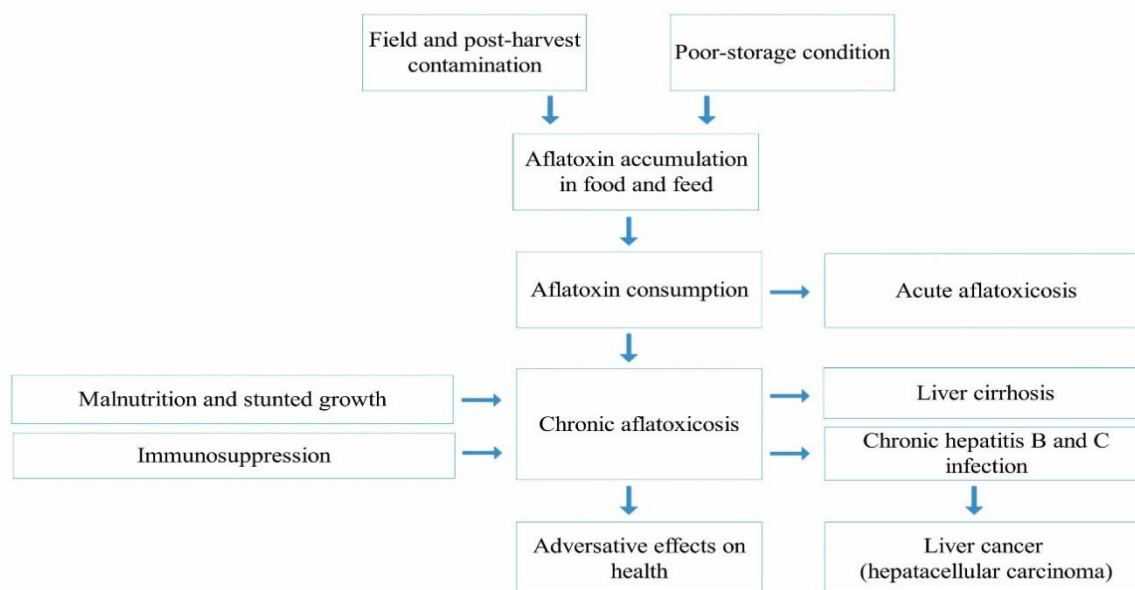 Field and post-harvest
contamination
Poor-storage condition
Aflatoxin accumulation
in food and feed
Aflatoxin consumption
Acute aflatoxicosis
Malnutrition and stunted growth
Immunosuppression
Chronic aflatoxicosis
Liver cirrhosis
Chronic hepatitis B and C
infection
Adversative effects on
health
Liver cancer
(hepatacellular carcinoma)